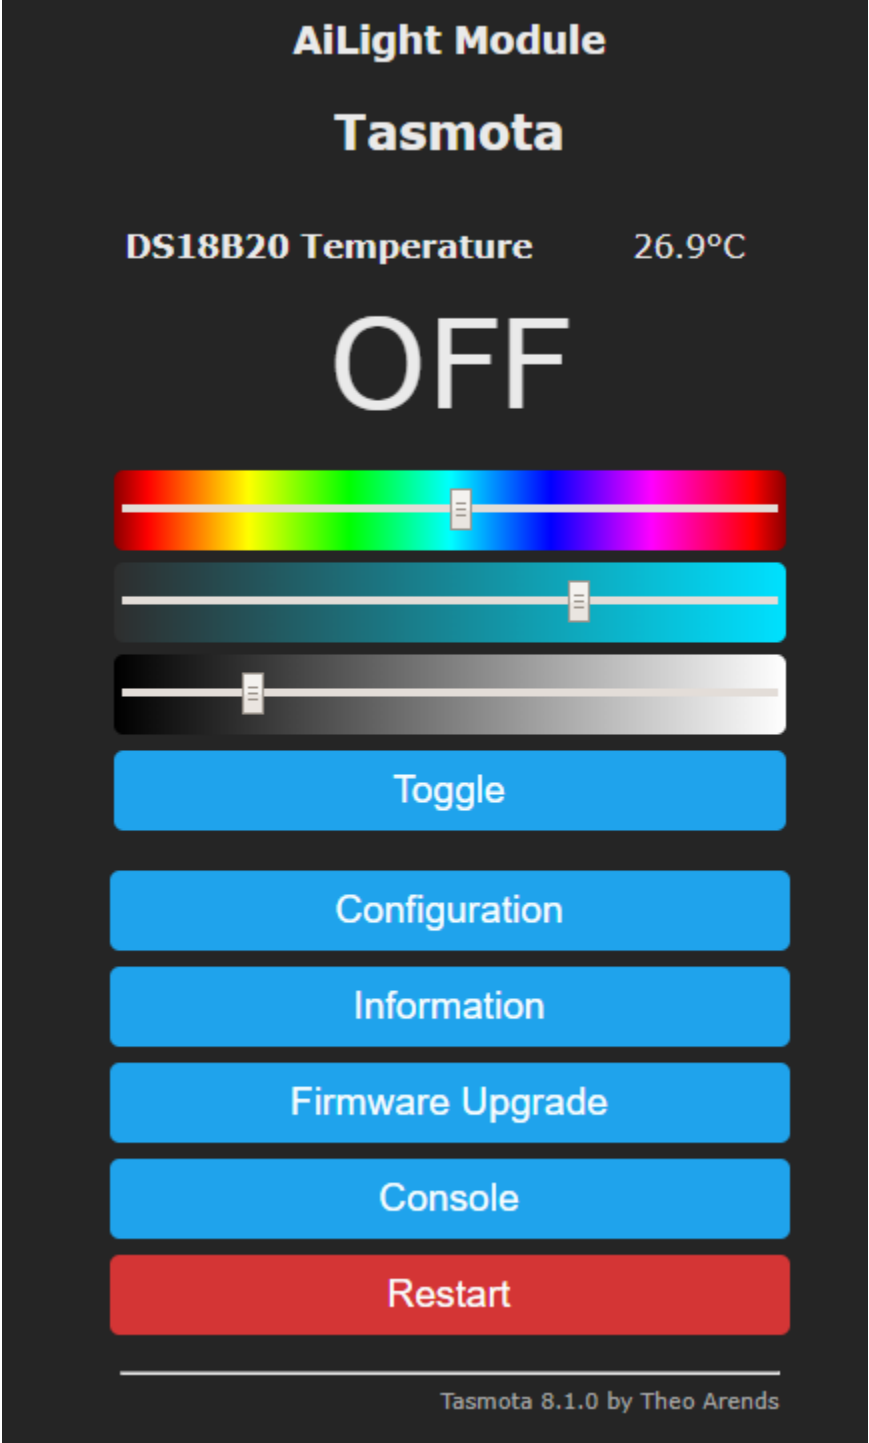 AiLight Module
Tasmota
DS18B20 Temperature 26.9°C
OFF
Toggle
Configuration
Information
Firmware Upgrade
Console
Restart
Tasmota 8.1.0 by Theo Arends